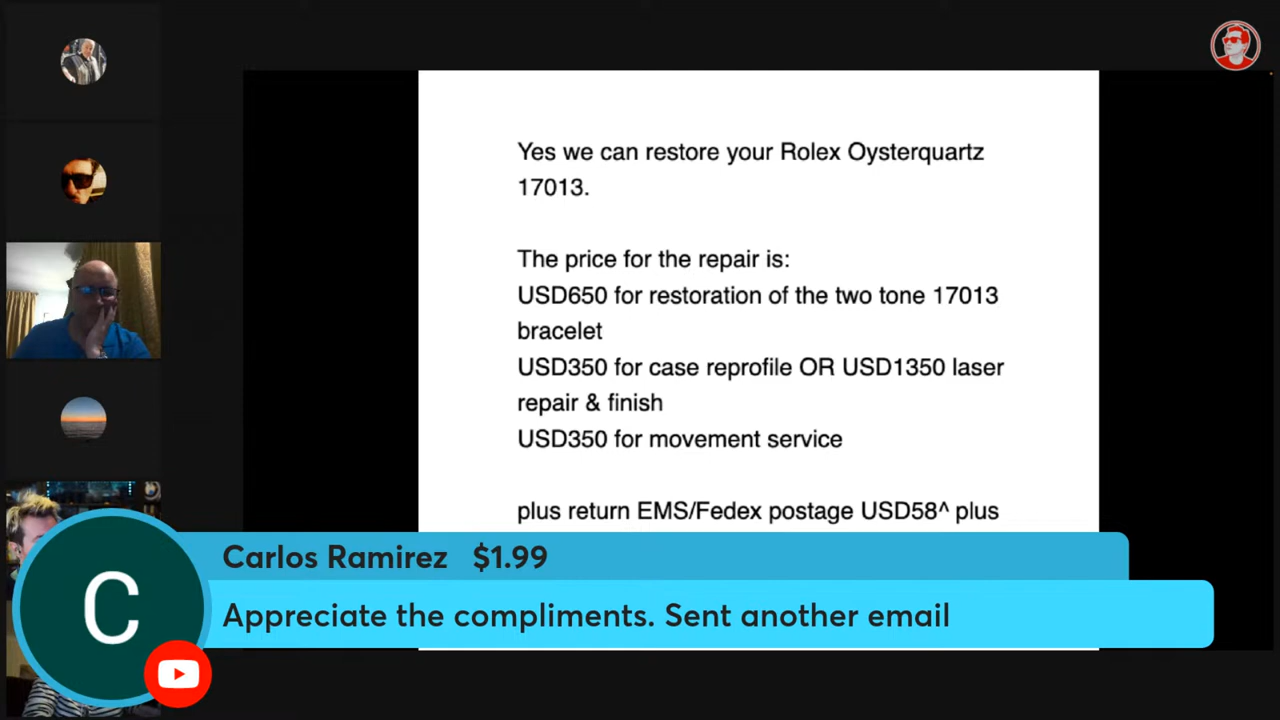 Yes we can restore your Rolex Oysterquartz
17013.
The price for the repair is:
USD650 for restoration of the two tone 17013
bracelet
USD350 for case reprofile OR USD1350 laser
repair & finish
USD350 for movement service
plus return EMS/Fedex postage USD58^ plus
Carlos Ramirez $1.99
C
Appreciate the compliments. Sent another email